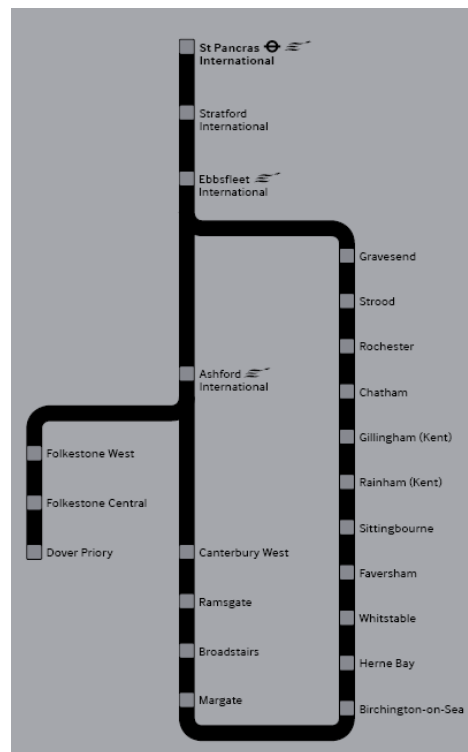 St Pancras
International
Stratford
International
Ebbsfleet
International
Gravesend
Strood
Rochester
Ashford
International
Chatham
Gillingham (Kent)
Folkestone West
Rainham (Kent)
Folkestone Central
Sittingbourne
Dover Priory
Canterbury West
Faversham
Ramsgate
Whitstable
Broadstairs
Herne Bay
Margate
Birchington-on-Sea